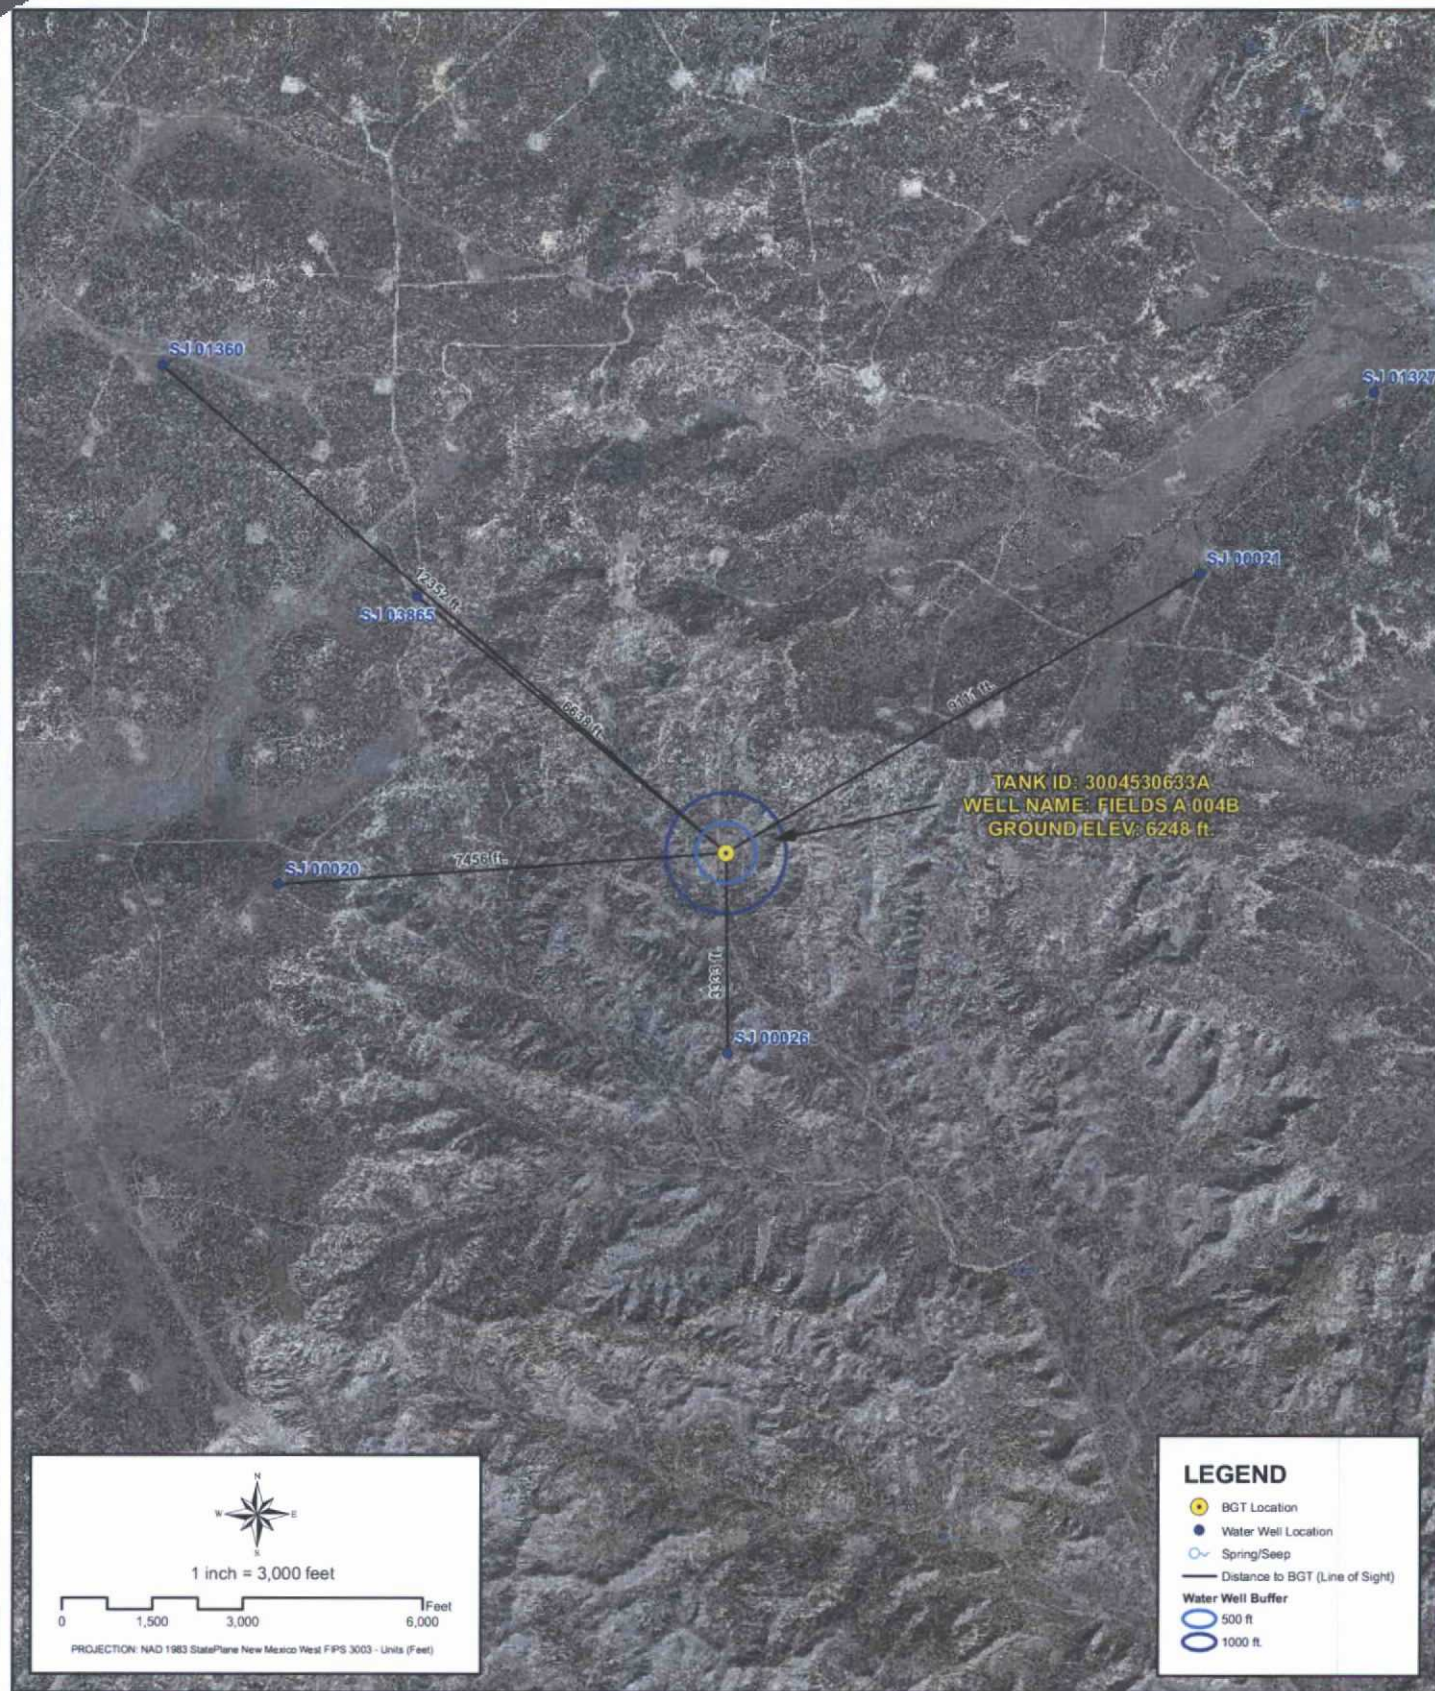 SJ 01360
SJ 01327
SJ 00021
12352 ft.
SJ 03865
9111 ft.
TANK ID: 3004530633A
WELL NAME: FIELDS A 004B
GROUND ELEV: 6248 ft.
7456 ft.
SJ 00020
SJ 00026
N
W E
S
1 inch = 3,000 feet
Feet
0 1,500 3,000 6,000
PROJECTION: NAD 1983 StatePlane New Mexico West FIPS 3003 - Units (Feet)
LEGEND
BGT Location
Water Well Location
Spring/Seep
Distance to BGT (Line of Sight)
Water Well Buffer
500 ft
1000 ft.